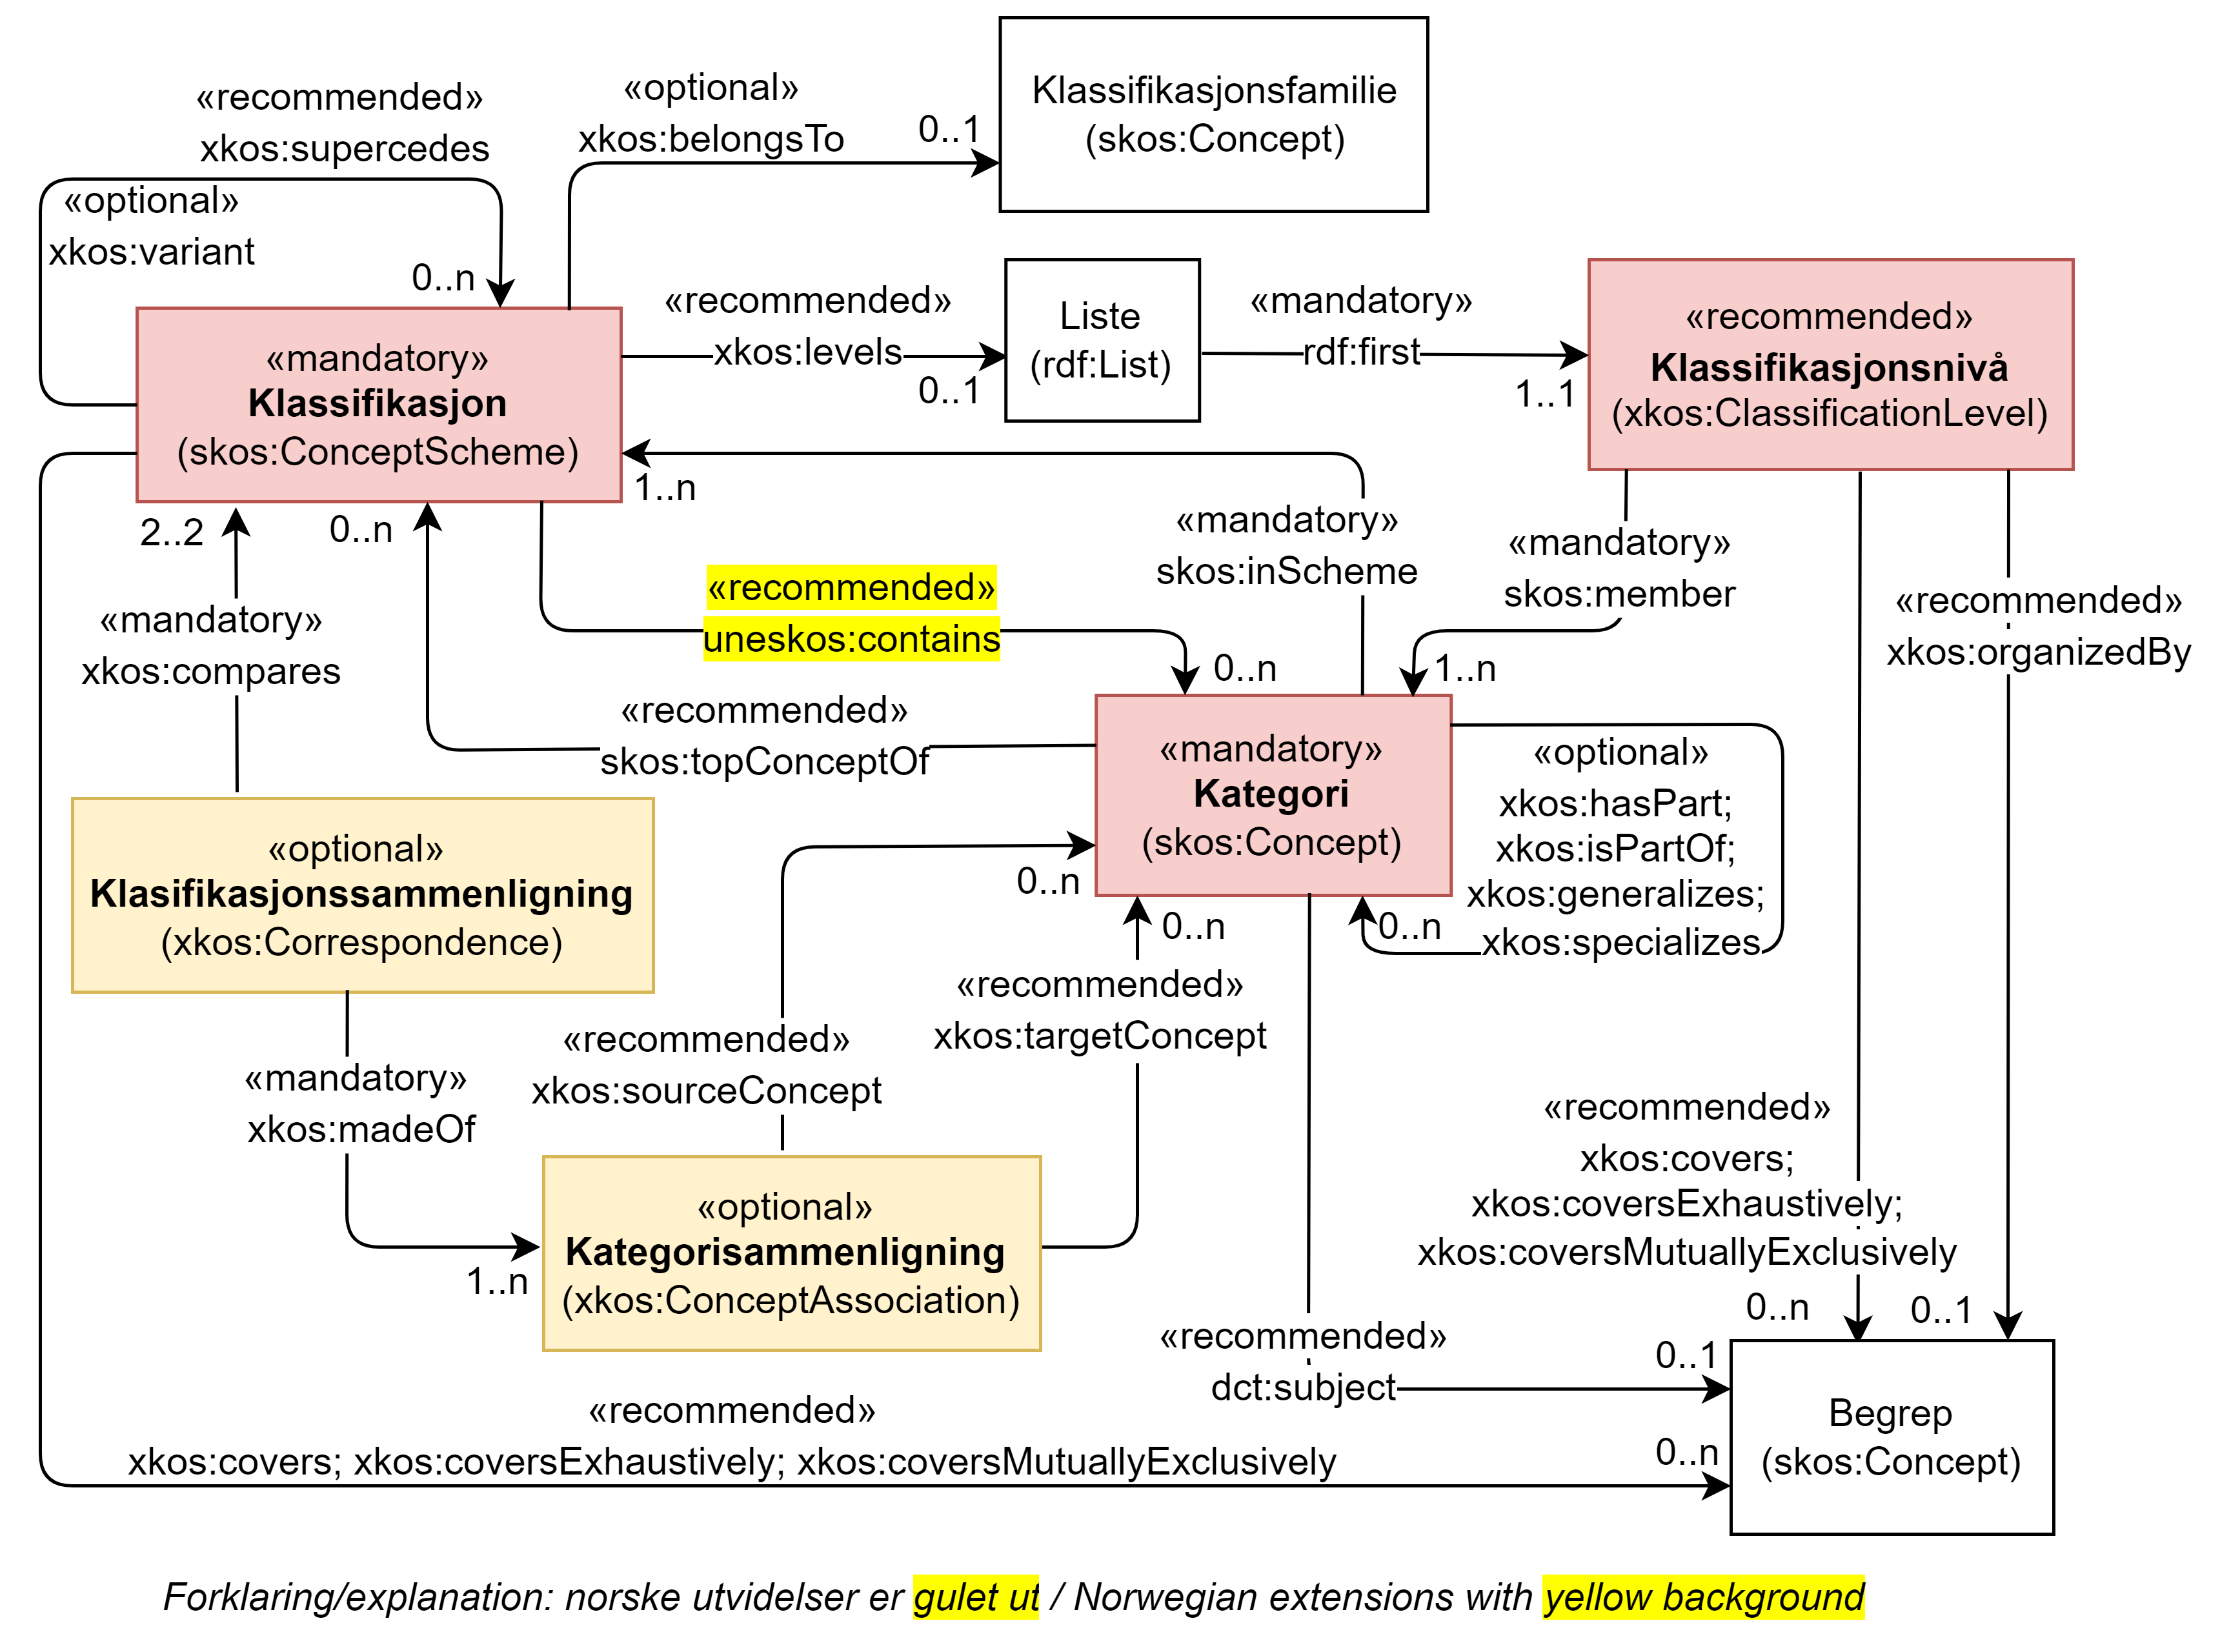 «recommended»
xkos:supercedes
«optional»
xkos:variant
0..n
«optional»
xkos:belongsTo
0..1
Klassifikasjonsfamilie
(skos:Concept)
«mandatory»
Klassifikasjon
(skos:ConceptScheme)
«recommended»
xkos:levels
0..1
Liste
(rdf:List)
«mandatory»
rdf:first
1..1
«recommended»
Klassifikasjonsnivå
(xkos:ClassificationLevel)
1..n
2..2
0..n
«mandatory»
skos:inScheme
«mandatory»
skos:member
«recommended»
xkos:organizedBy
«mandatory»
xkos:compares
«recommended»
uneskos:contains
0..n
1..n
«recommended»
skos:topConceptOf
«mandatory»
Kategori
(skos:Concept)
«optional»
xkos:hasPart;
xkos:isPartOf;
xkos:generalizes;
xkos:specializes
0..n
0..n
0..n
«optional»
Klasifikasjonssammenligning
(xkos:Correspondence)
«recommended»
xkos:targetConcept
«recommended»
xkos:sourceConcept
«mandatory»
xkos:madeOf
1..n
«optional»
Kategorisammenligning
(xkos:ConceptAssociation)
«recommended»
xkos:covers;
xkos:coversExhaustively;
xkos:coversMutuallyExclusively
0..n
0..1
«recommended»
dct:subject
0..1
«recommended»
xkos:covers; xkos:coversExhaustively; xkos:coversMutuallyExclusively
0..n
Begrep
(skos:Concept)
Forklaring/explanation: norske utvidelser er gulet ut / Norwegian extensions with yellow background